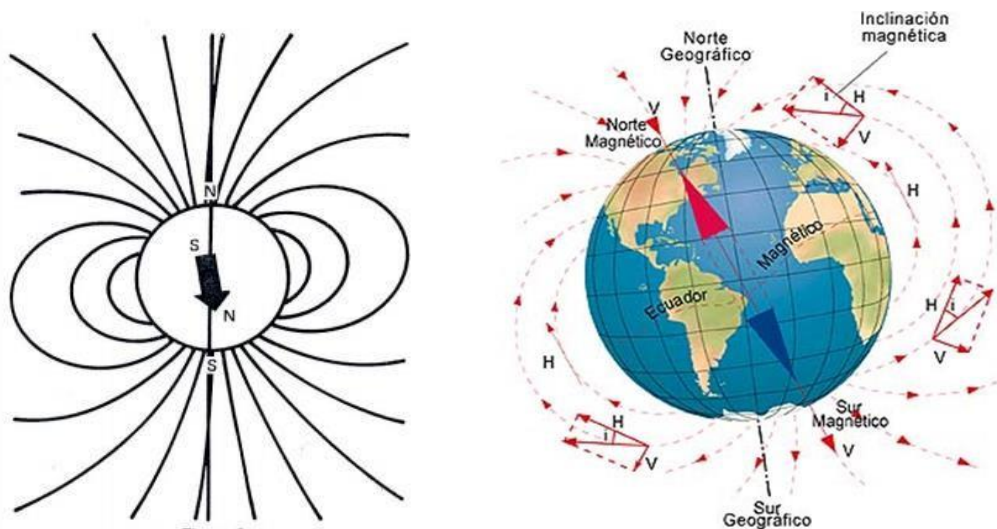 N
S
N
S
Inclinación
magnética
Norte
Geográfico
V
Norte
Magnético
i
H
V
H
Ecuador
Magnético
H
i
V
H
H
i
V
Sur
Magnético
V
Sur
Geográfico